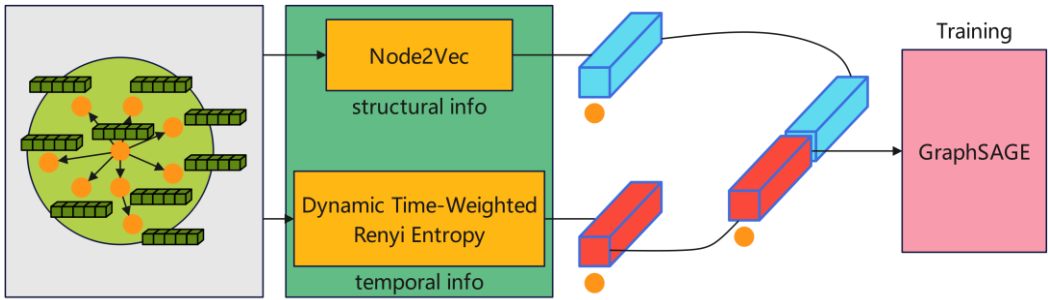 Node2Vec
structural info
Dynamic Time-Weighted
Renyi Entropy
temporal info
Training
GraphSAGE